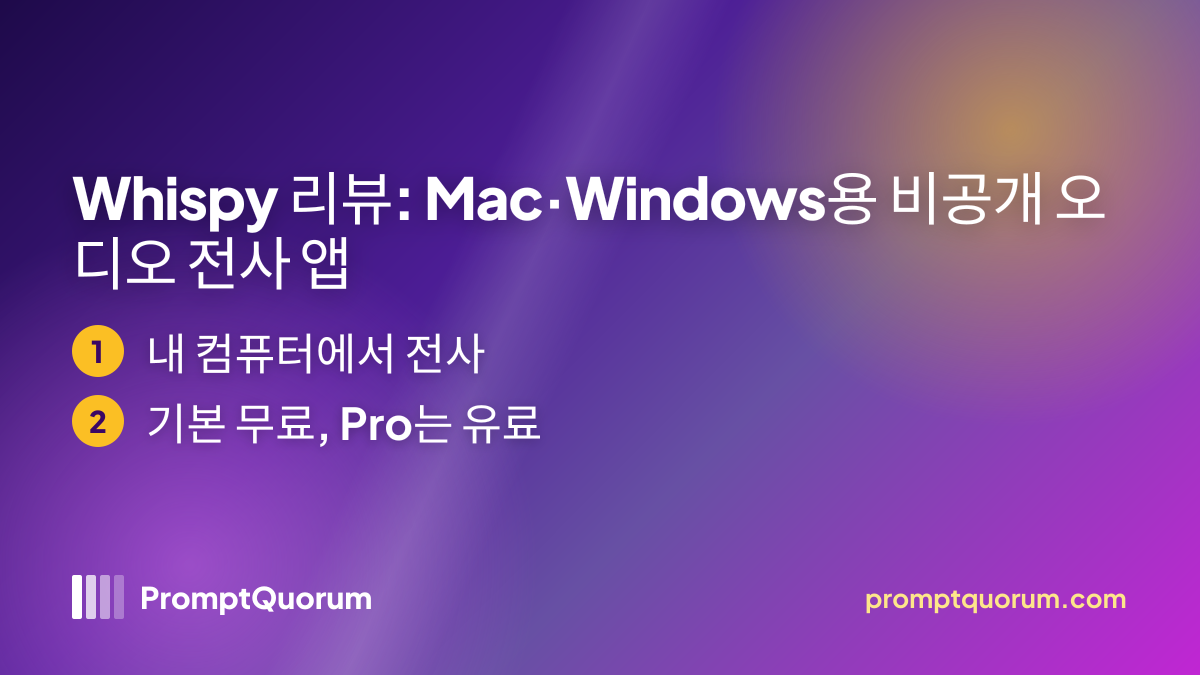 Whispy 리뷰: Mac·Windows용 비공개 오
디오 전사 앱
1 내 컴퓨터에서 전사
2 기본 무료, Pro는 유료
PromptQuorum
promptquorum.com